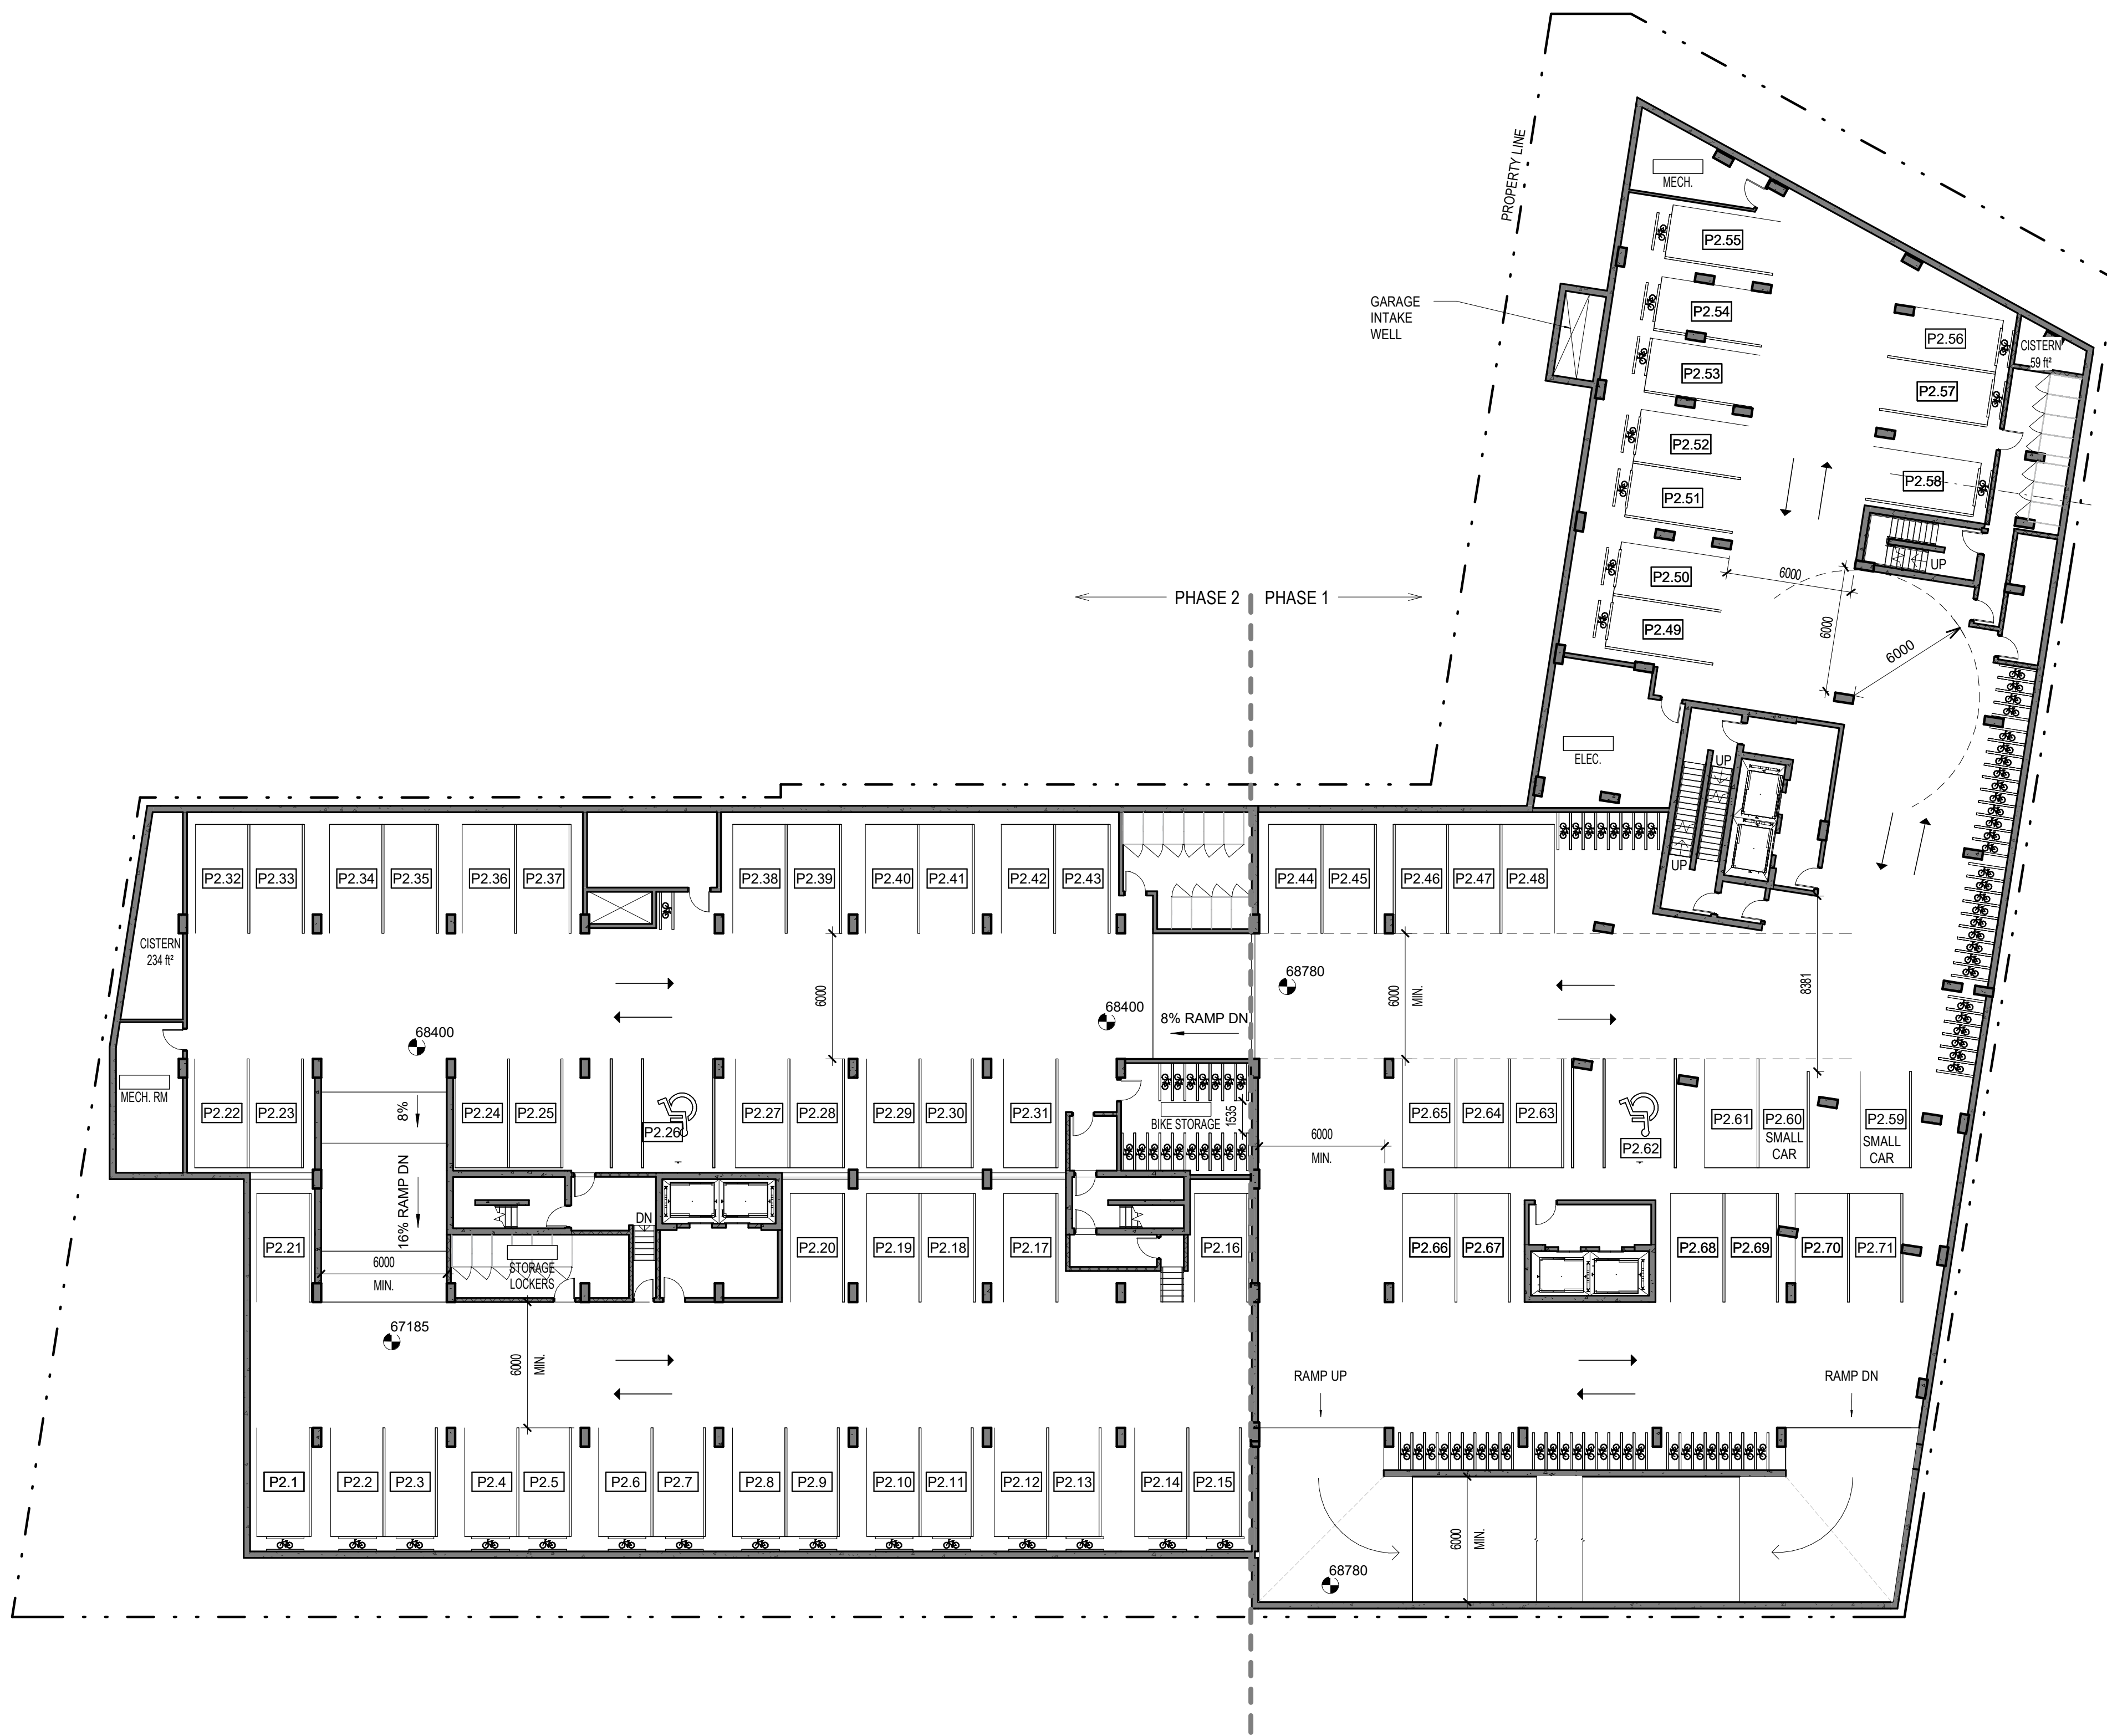 PROPERTY LINE
MECH.
P2.55
GARAGE
INTAKE
WELL
P2.54
P2.56
CISTERN
59 ft²
P2.53
P2.57
P2.52
P2.58
P2.51
UP
P2.50
6000
6000
6000
P2.49
PHASE 2
PHASE 1
ELEC.
UP
UP
P2.32
P2.33
P2.34
P2.35
P2.36
P2.37
P2.38
P2.39
P2.40
P2.41
P2.42
P2.43
P2.44
P2.45
P2.46
P2.47
P2.48
CISTERN
234 ft²
68780
6000
6000
MIN.
8381
68400
68400
8% RAMP DN
MECH. RM
P2.22
P2.23
8%
P2.24
P2.25
P2.26
P2.27
P2.28
P2.29
P2.30
P2.31
BIKE STORAGE
1535
P2.65
P2.64
P2.63
P2.62
P2.61
P2.60
SMALL
CAR
P2.59
SMALL
CAR
6000
MIN.
16% RAMP DN
DN
P2.21
P2.20
P2.19
P2.18
P2.17
P2.16
P2.66
P2.67
P2.68
P2.69
P2.70
P2.71
6000
MIN.
STORAGE
LOCKERS
67185
6000
MIN.
RAMP UP
RAMP DN
P2.1
P2.2
P2.3
P2.4
P2.5
P2.6
P2.7
P2.8
P2.9
P2.10
P2.11
P2.12
P2.13
P2.14
P2.15
6000
MIN.
68780